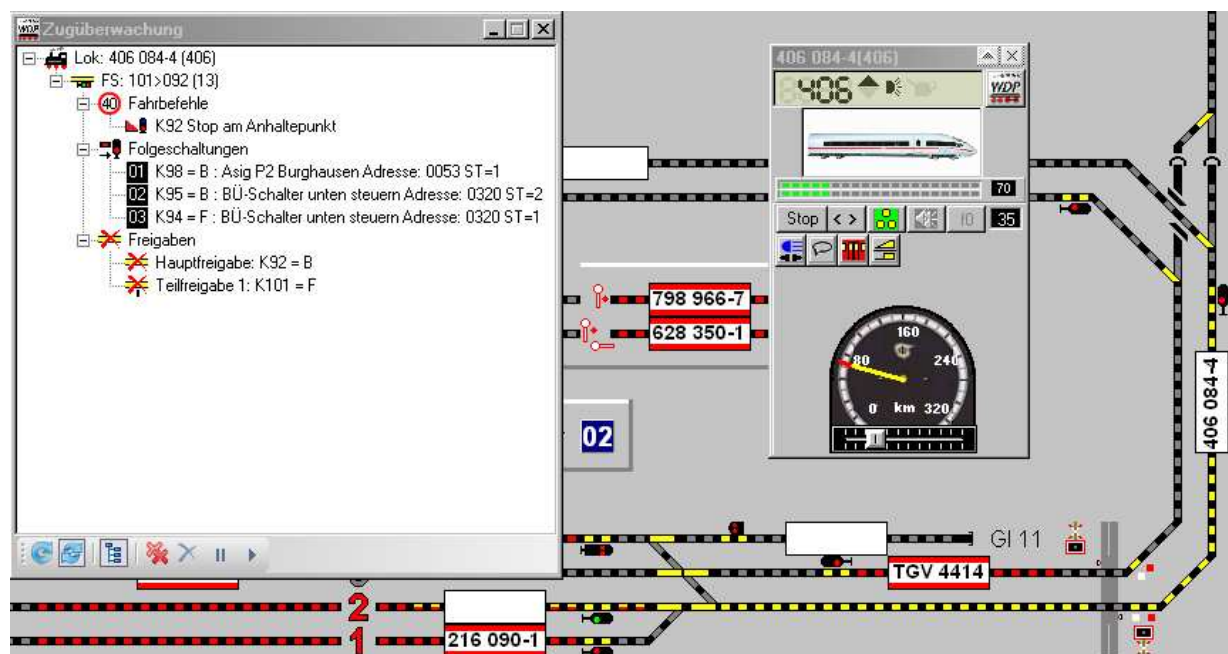 WDP Zugüberwachung
Lok: 406 084-4 (406)
FS: 101>092 (13)
40 Fahrbefehle
K92 Stop am Anhaltepunkt
Folgeschaltungen
01 K98 = B : Asig P2 Burghausen Adresse: 0053 ST=1
02 K95 = B : BÜ-Schalter unten steuern Adresse: 0320 ST=2
03 K94 = F : BÜ-Schalter unten steuern Adresse: 0320 ST=1
Freigaben
Hauptfreigabe: K92 = B
Teilfreigabe 1: K101 = F
406 084-4(406)
406
WDP
70
Stop < > f0 35
160
80 240
0 km 320
798 966-7
628 350-1
02
406 084-4
Gl 11
TGV 4414
2
1
216 090-1